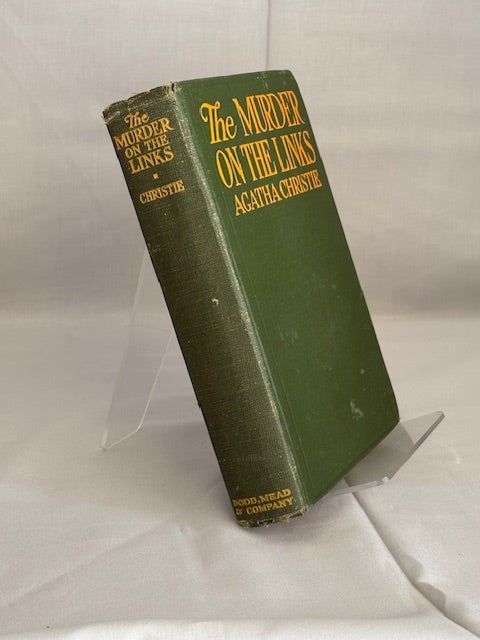 The
MURDER
ON THE
LINKS
CHRISTIE
DODD, MEAD
& COMPANY
The MURDER
ON THE LINKS
AGATHA CHRISTIE